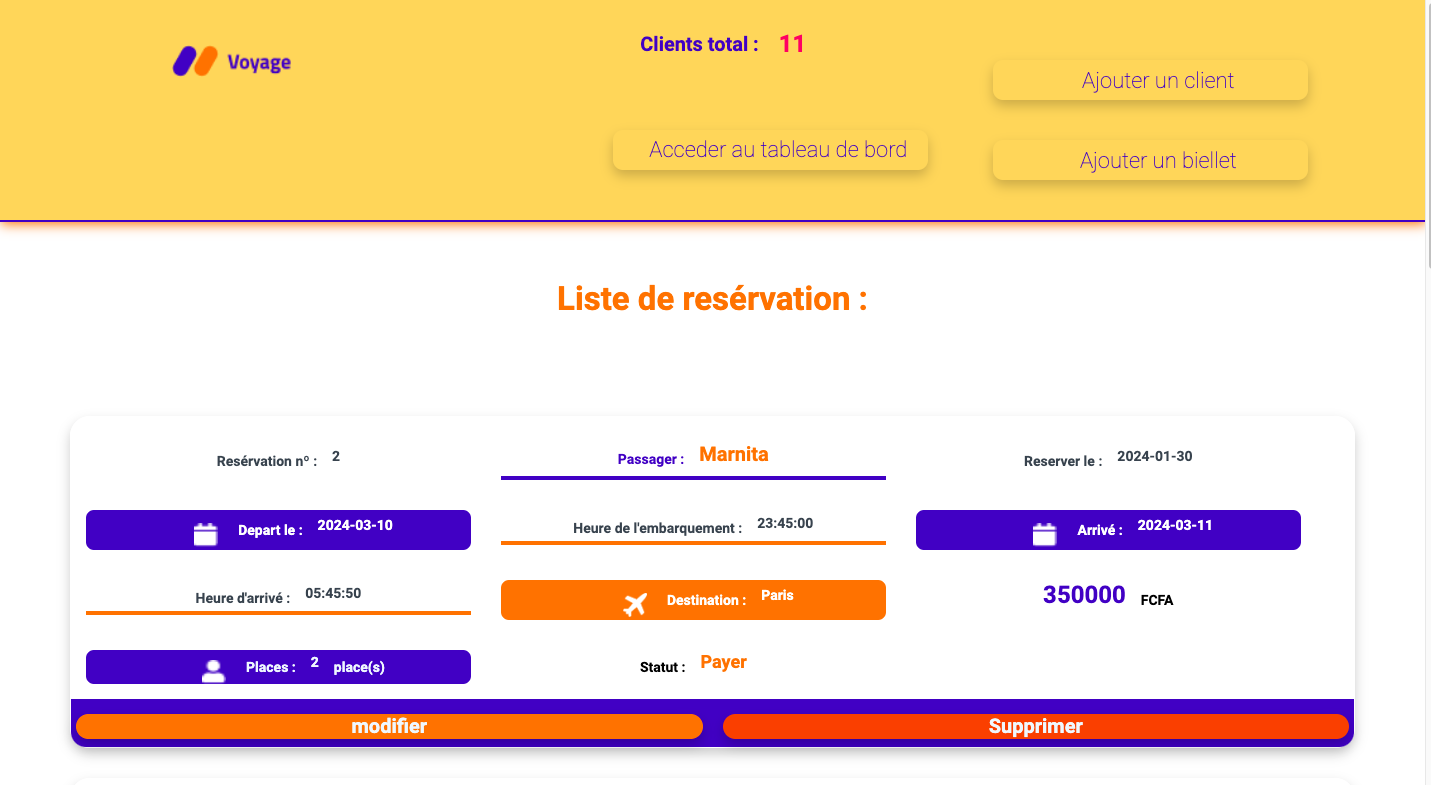 Voyage
Clients total : 11
Ajouter un client
Acceder au tableau de bord
Ajouter un biellet
Liste de resérvation :
Resérvation nº : 2
Passager : Marnita
Reserver le : 2024-01-30
Depart le : 2024-03-10
Heure de l'embarquement : 23:45:00
Arrivé : 2024-03-11
Heure d'arrivé : 05:45:50
Destination : Paris
350000 FCFA
Places : 2 place(s)
Statut : Payer
modifier
Supprimer